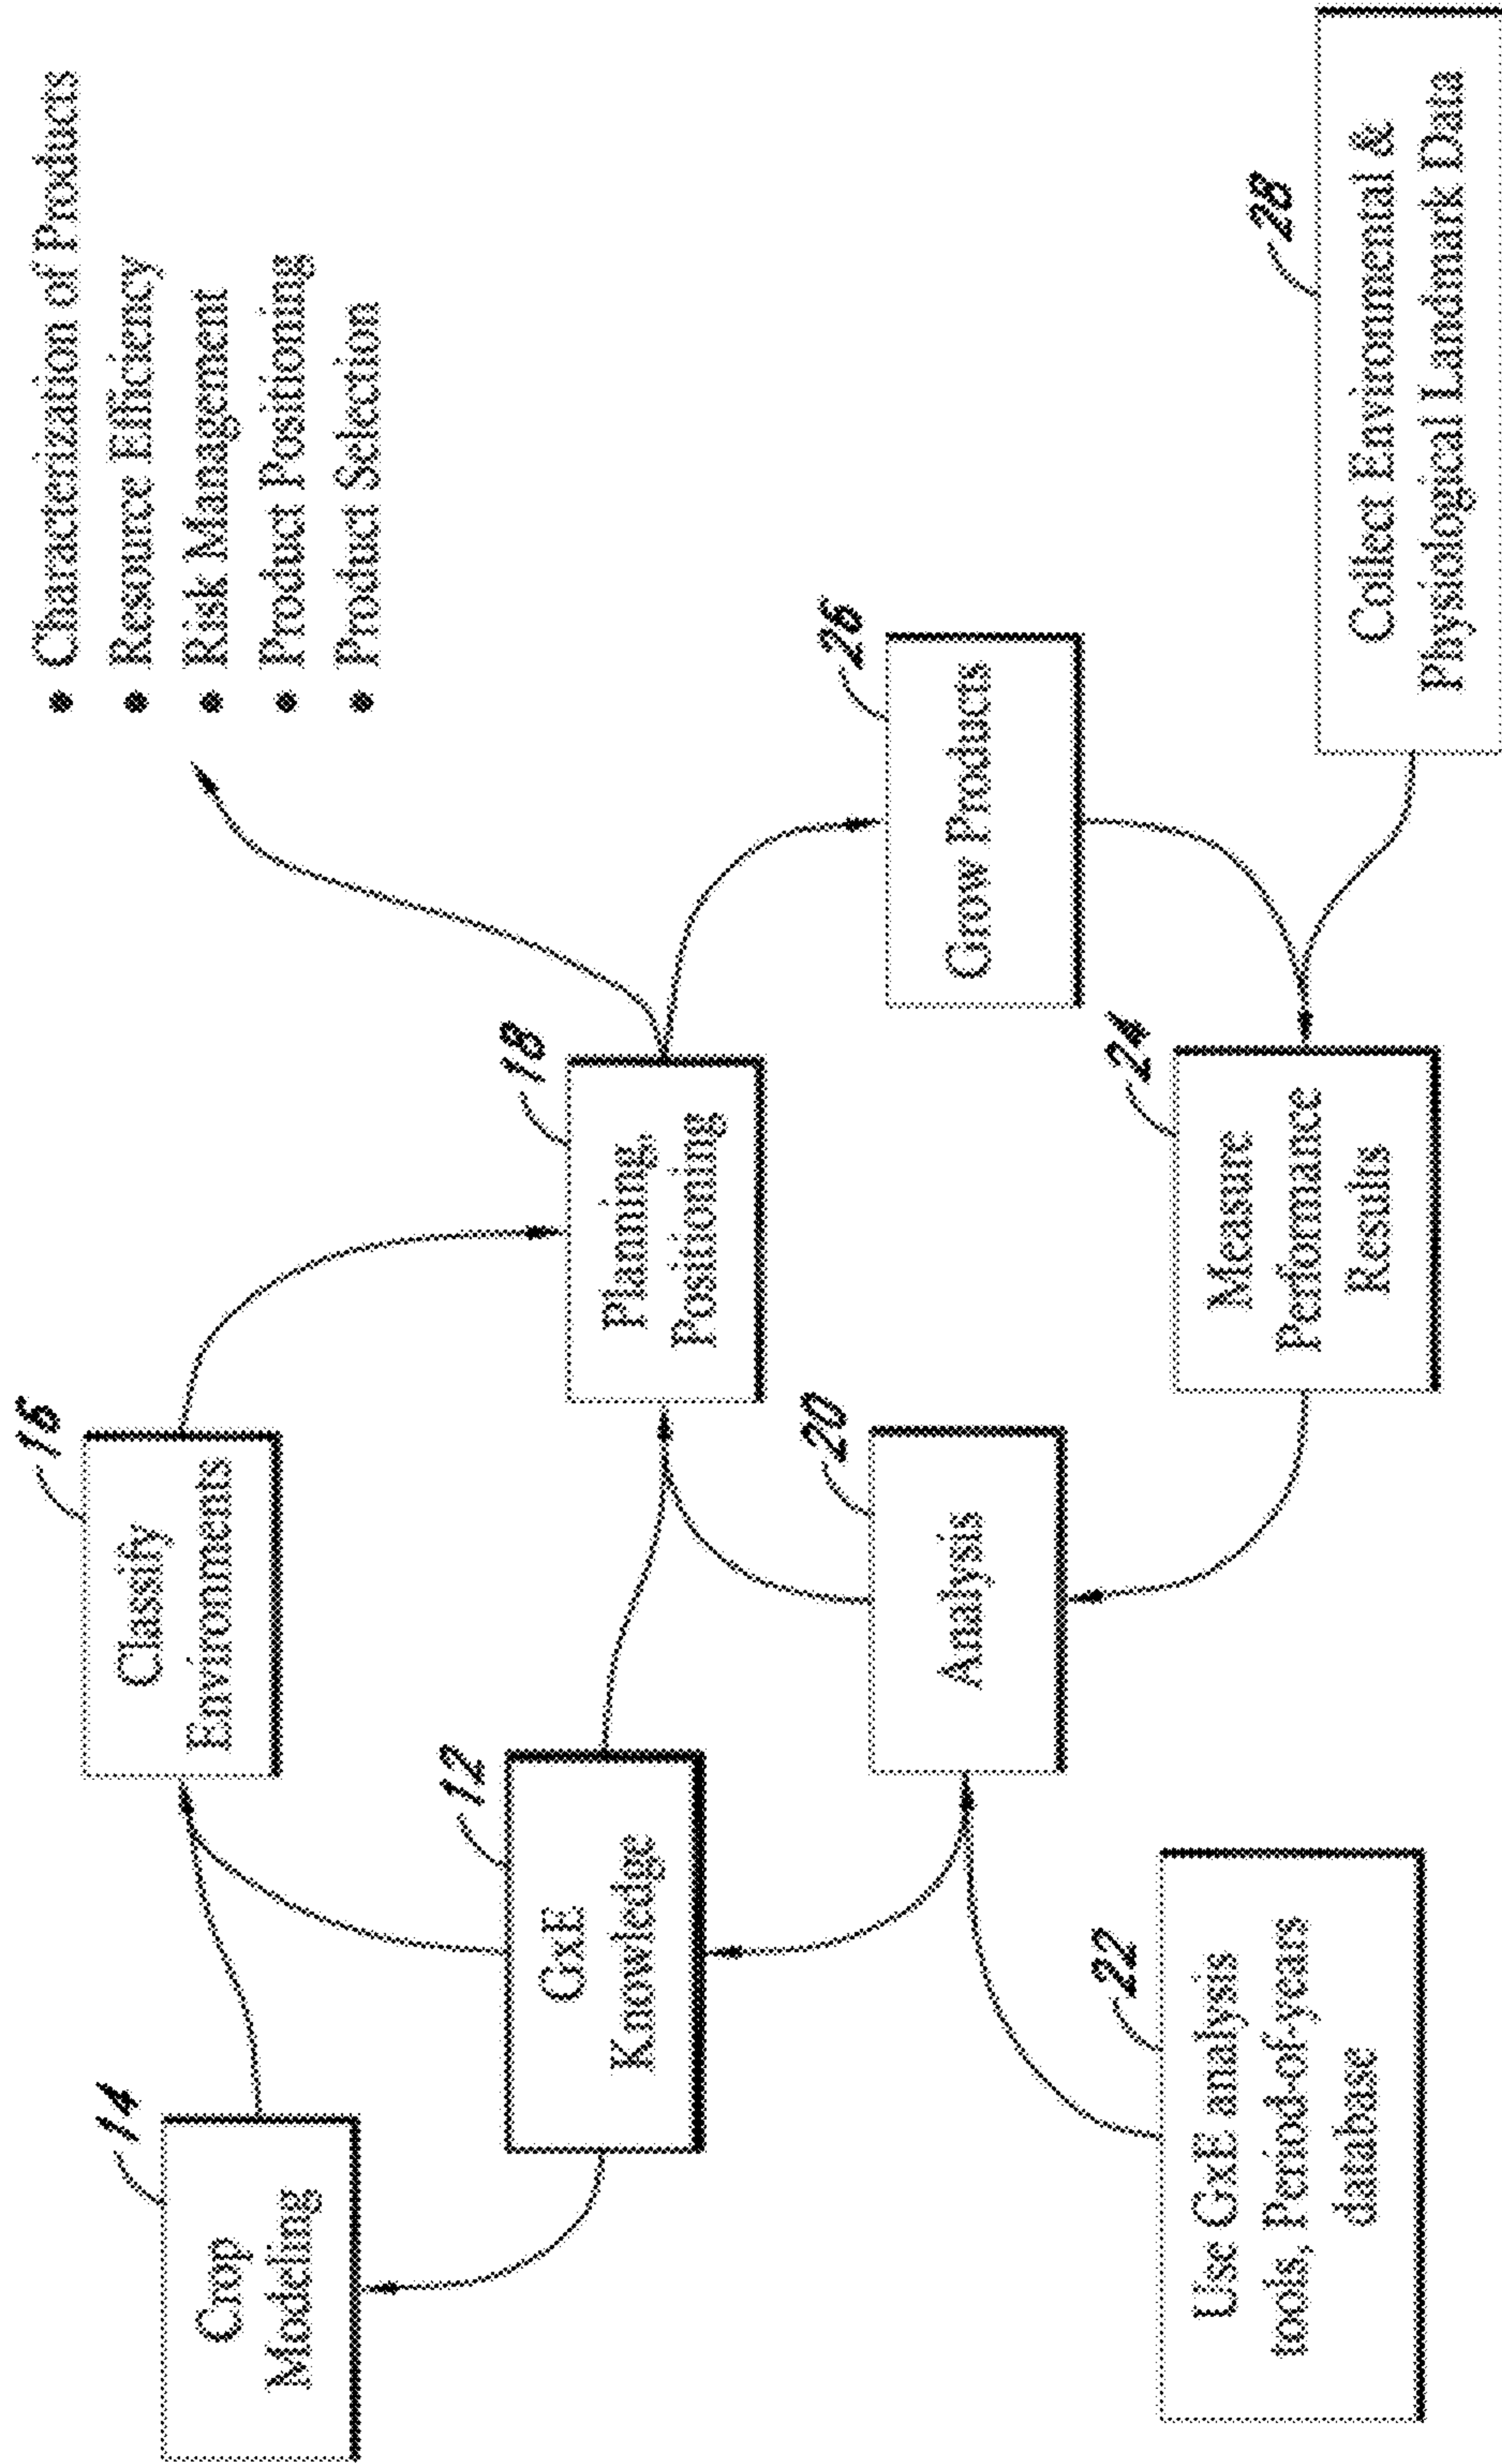 • Characterization of Products
• Resource Efficiency
• Risk Management
• Product Positioning
• Product Selection
16
Classify
Environments
14
Crop
Modeling
18
Planning,
Positioning
12
GxE
Knowledge
26
Grow Products
20
Analysis
28
Collect Environmental &
Physiological Landmark Data
24
Measure
Performance
Results
22
Use GxE analysis
tools, Period-of-years
database